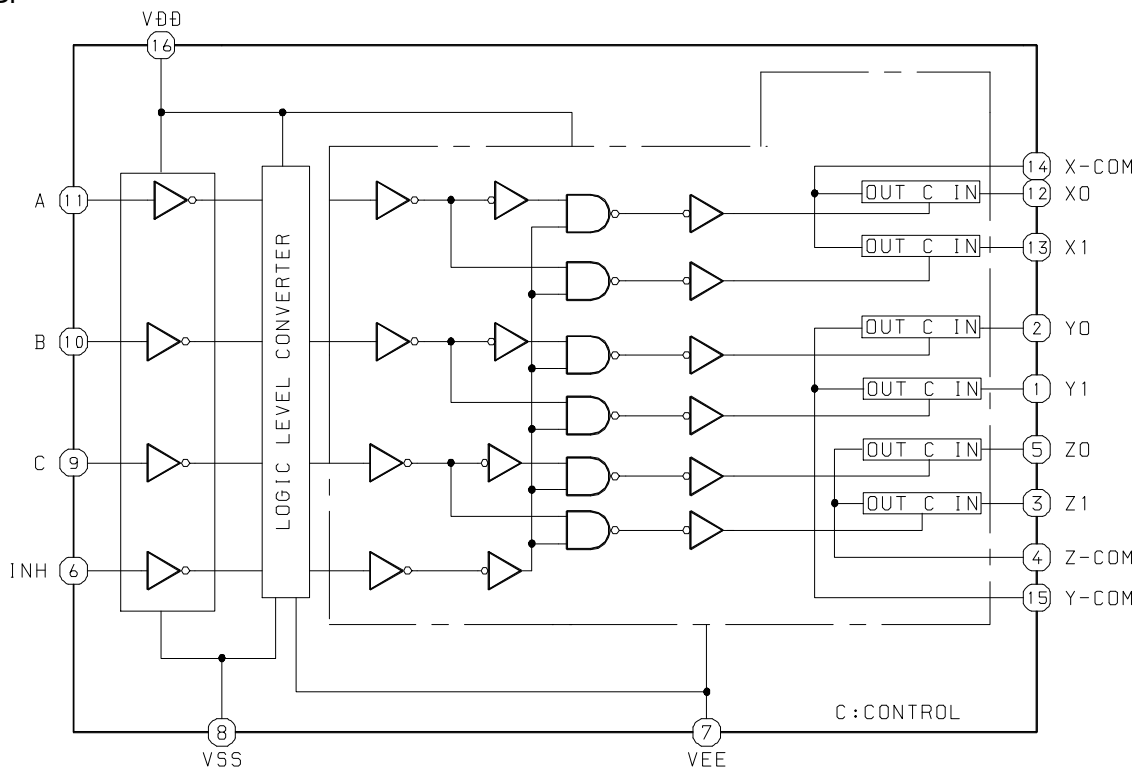 VDD
16
14 X-COM
A 11
OUT C IN 12 X0
OUT C IN 13 X1
LOGIC LEVEL CONVERTER
OUT C IN 2 Y0
B 10
OUT C IN 1 Y1
OUT C IN 5 Z0
C 9
OUT C IN 3 Z1
4 Z-COM
INH 6
15 Y-COM
C:CONTROL
8
7
VSS
VEE